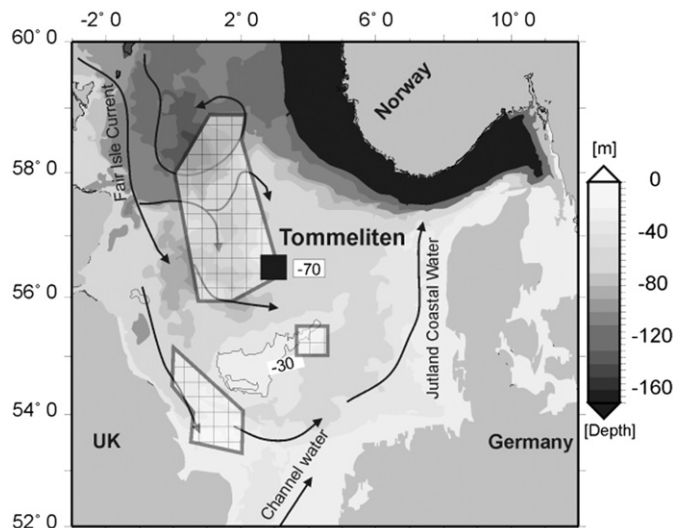 -2° 0
2° 0
6° 0
10° 0
60° 0
58° 0
56° 0
54° 0
52° 0
Norway
Fair Isle Current
Tommeliten
-70
Jutland Coastal Water
-30
UK
Germany
Channel water
[m]
0
-40
-80
-120
-160
[Depth]